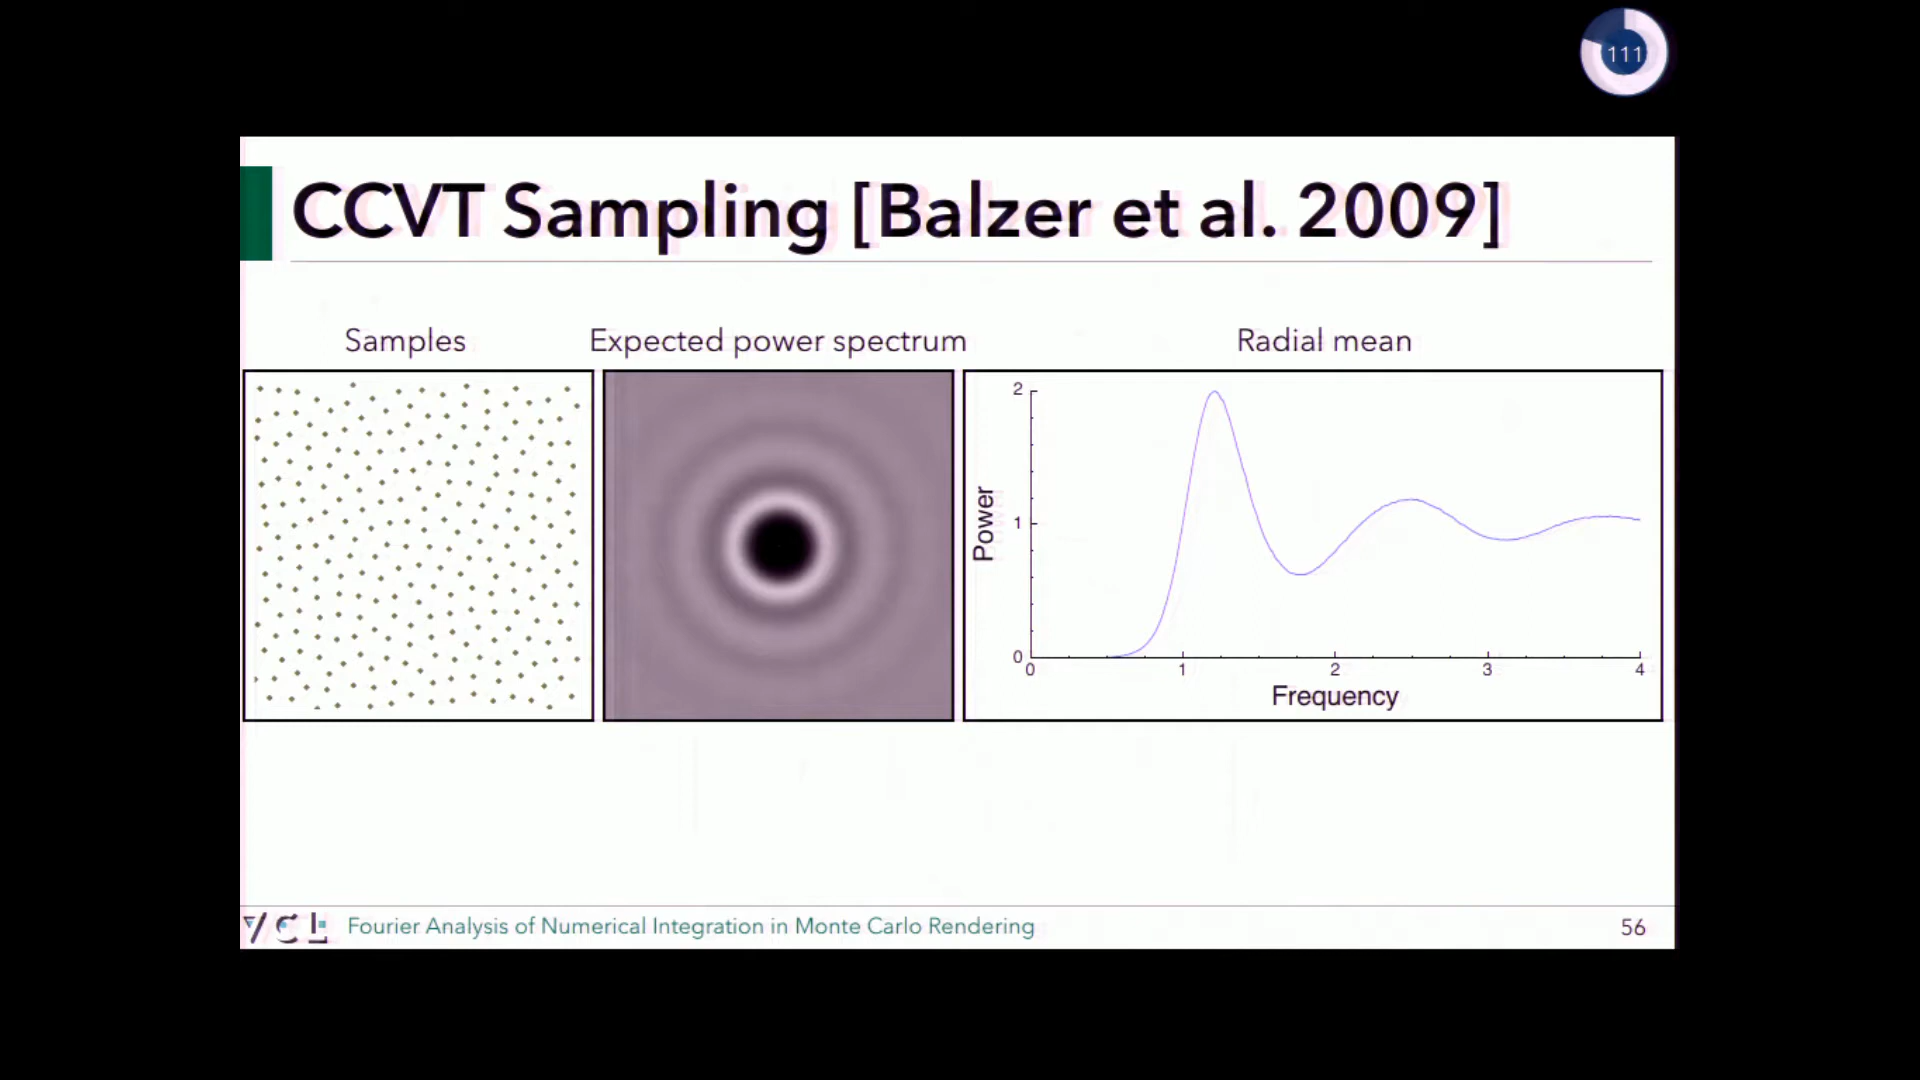 111
CCVT Sampling [Balzer et al. 2009]
Samples
Expected power spectrum
Radial mean
2
1
0
Power
0 1 2 3 4
Frequency
VCL
Fourier Analysis of Numerical Integration in Monte Carlo Rendering
56